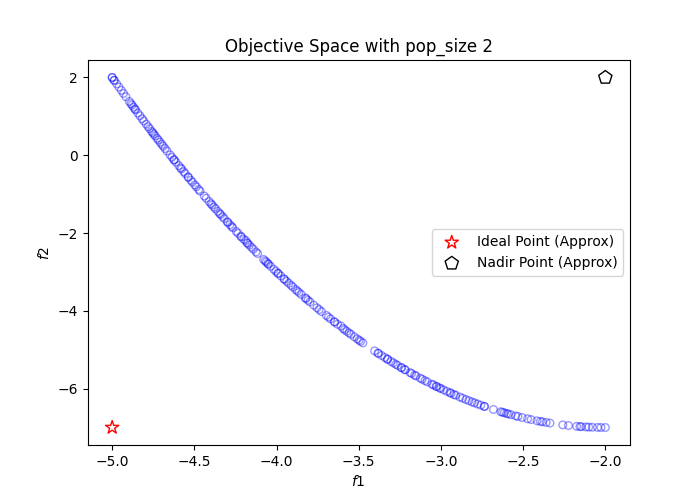 Objective Space with pop_size 2
2
0
−2
−4
−6
f2
Ideal Point (Approx)
Nadir Point (Approx)
−5.0 −4.5 −4.0 −3.5 −3.0 −2.5 −2.0
f1